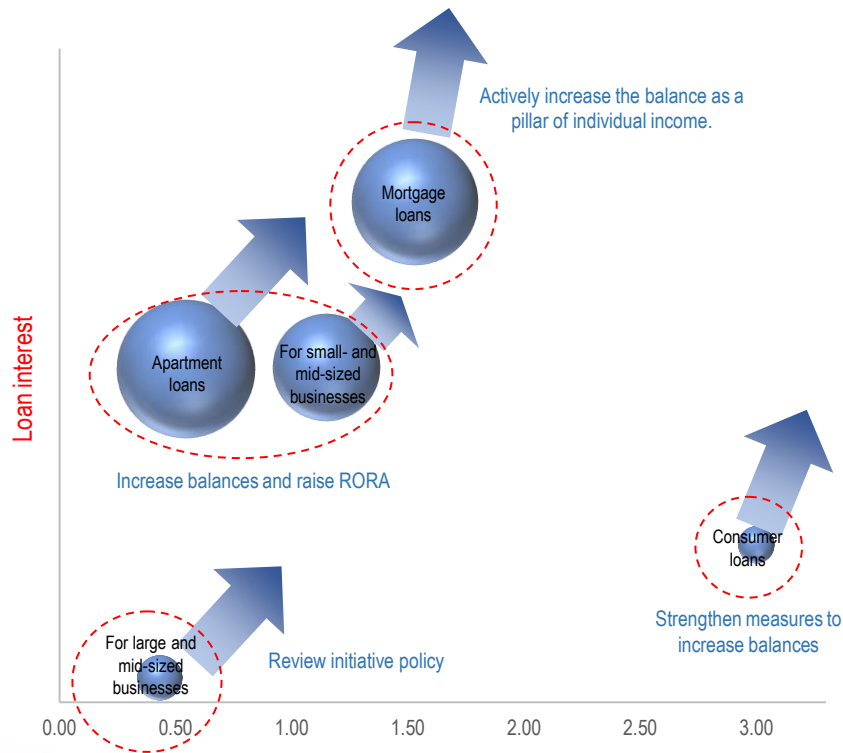 Actively increase the balance as a
pillar of individual income.
Mortgage
loans
Loan interest
Apartment
loans
For small- and
mid-sized
businesses
Increase balances and raise RORA
Consumer
loans
Strengthen measures to
increase balances
For large and
mid-sized
businesses
Review initiative policy
0.00 0.50 1.00 1.50 2.00 2.50 3.00